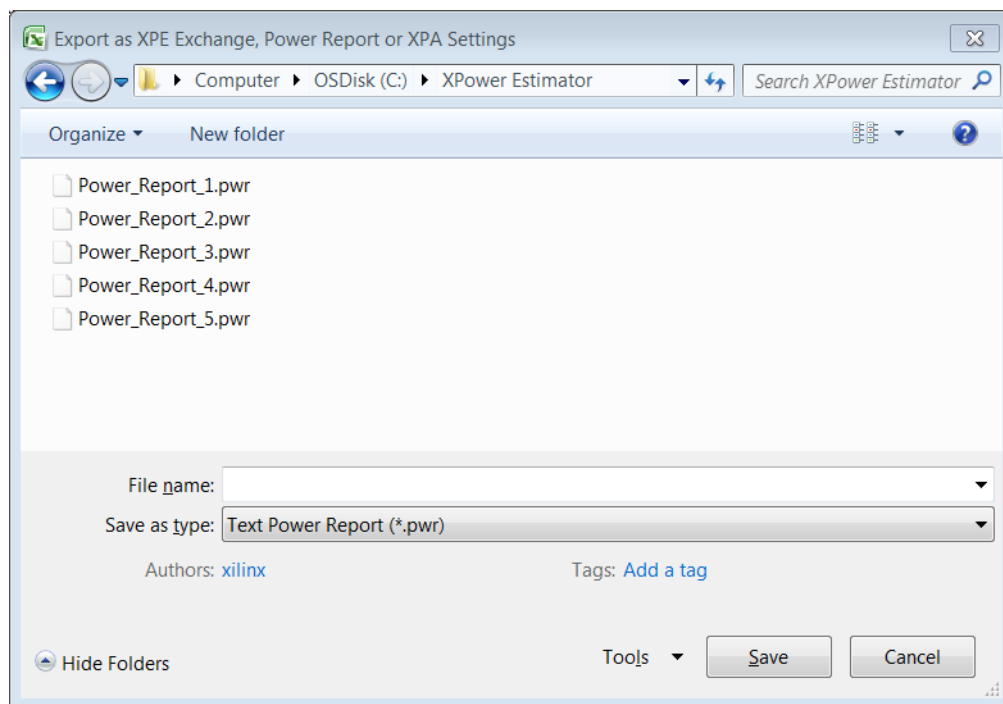 Export as XPE Exchange, Power Report or XPA Settings
Computer OSDisk (C:) XPower Estimator Search XPower Estimator
Organize New folder
Power_Report_1.pwr
Power_Report_2.pwr
Power_Report_3.pwr
Power_Report_4.pwr
Power_Report_5.pwr
File name:
Save as type: Text Power Report (*.pwr)
Authors: xilinx Tags: Add a tag
Hide Folders Tools Save Cancel